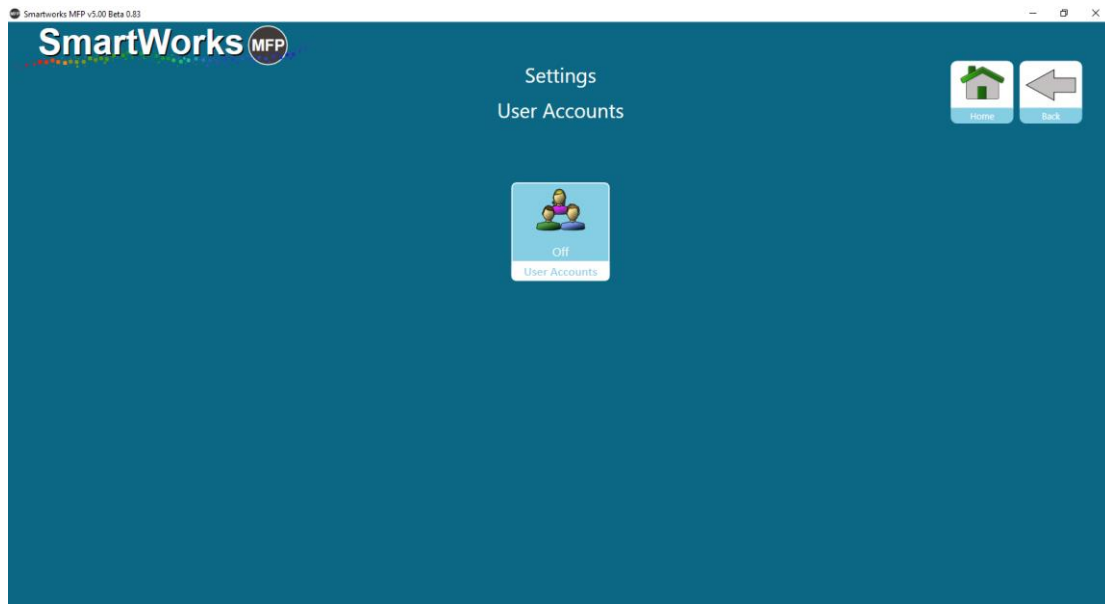 Smartworks MFP v5.00 Beta 0.83
SmartWorks MFP
Settings
User Accounts
Home
Back
Off
User Accounts